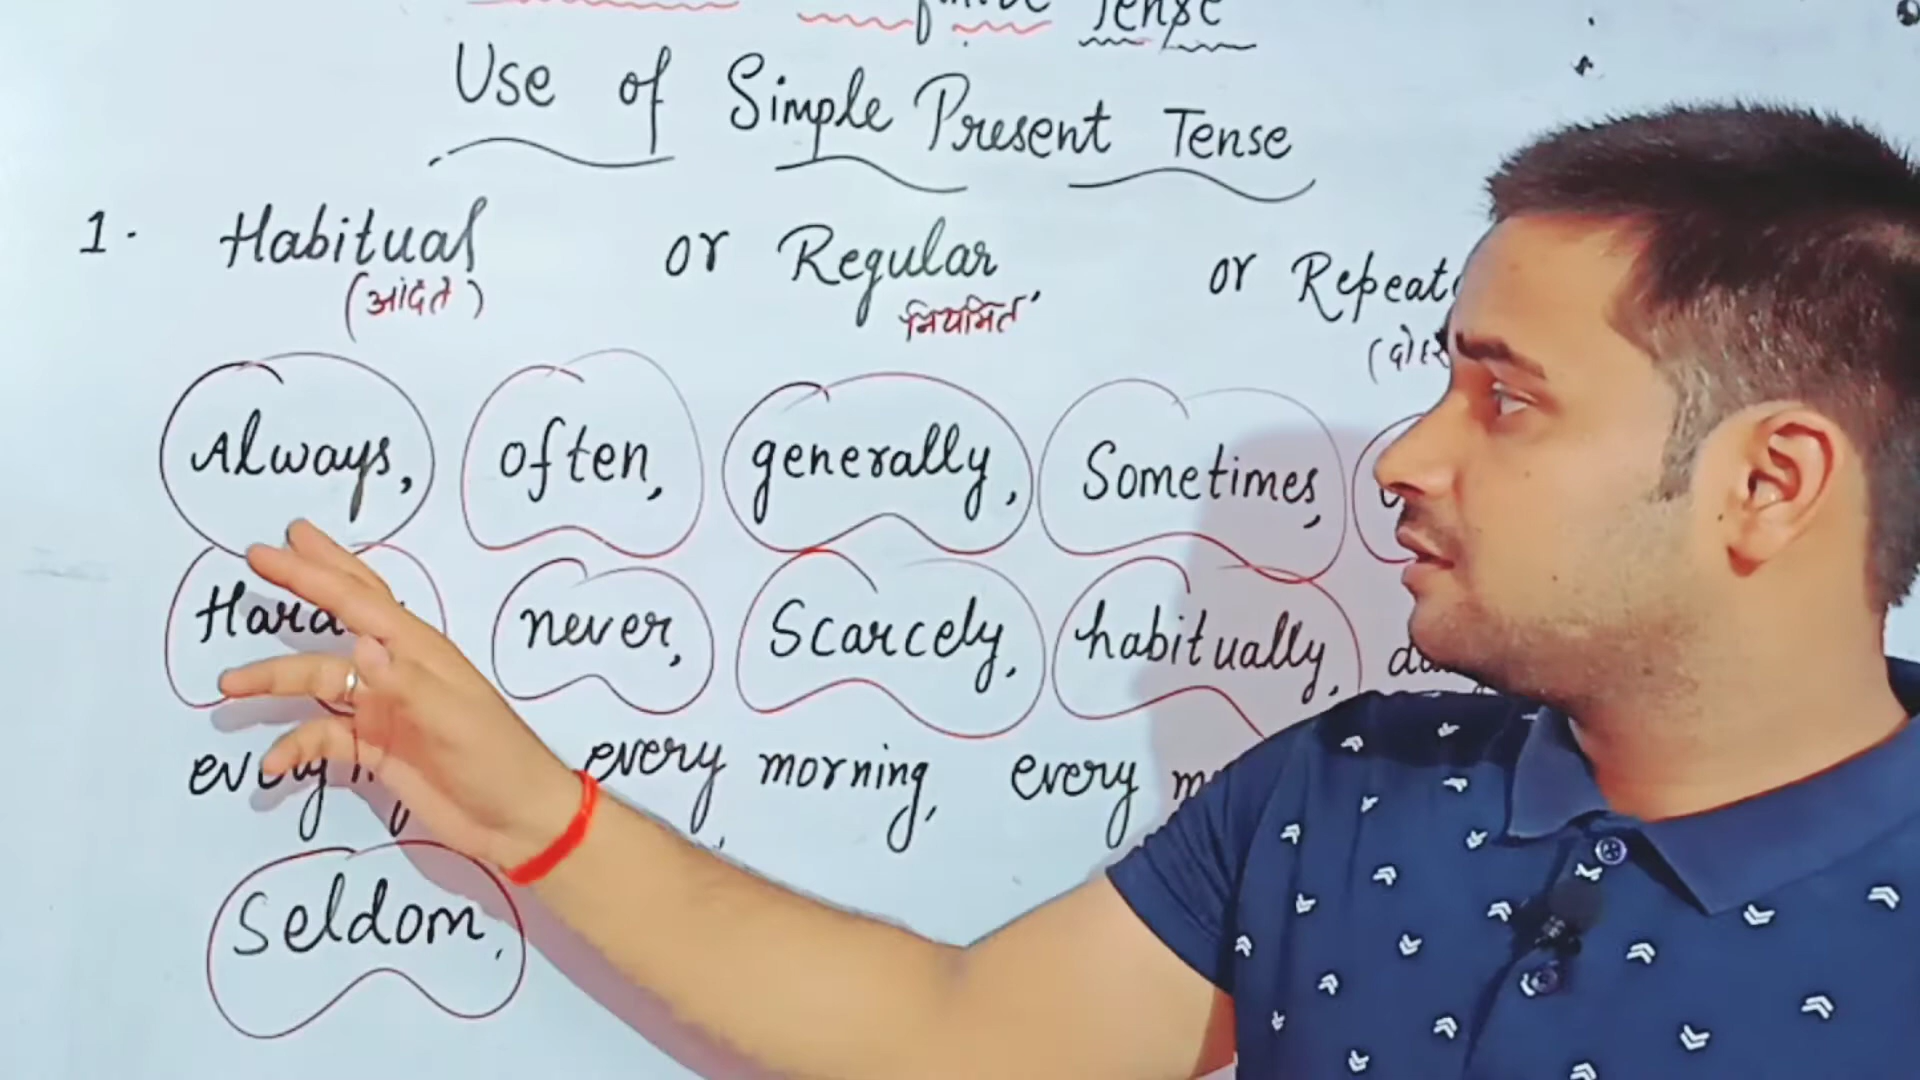 Tense
Use of Simple Present Tense
1. Habitual or Regular or
(आदत) नियमित
Always, often, generally, Sometimes,
never, Scarcely, habitually,
every every morning, every
Seldom,